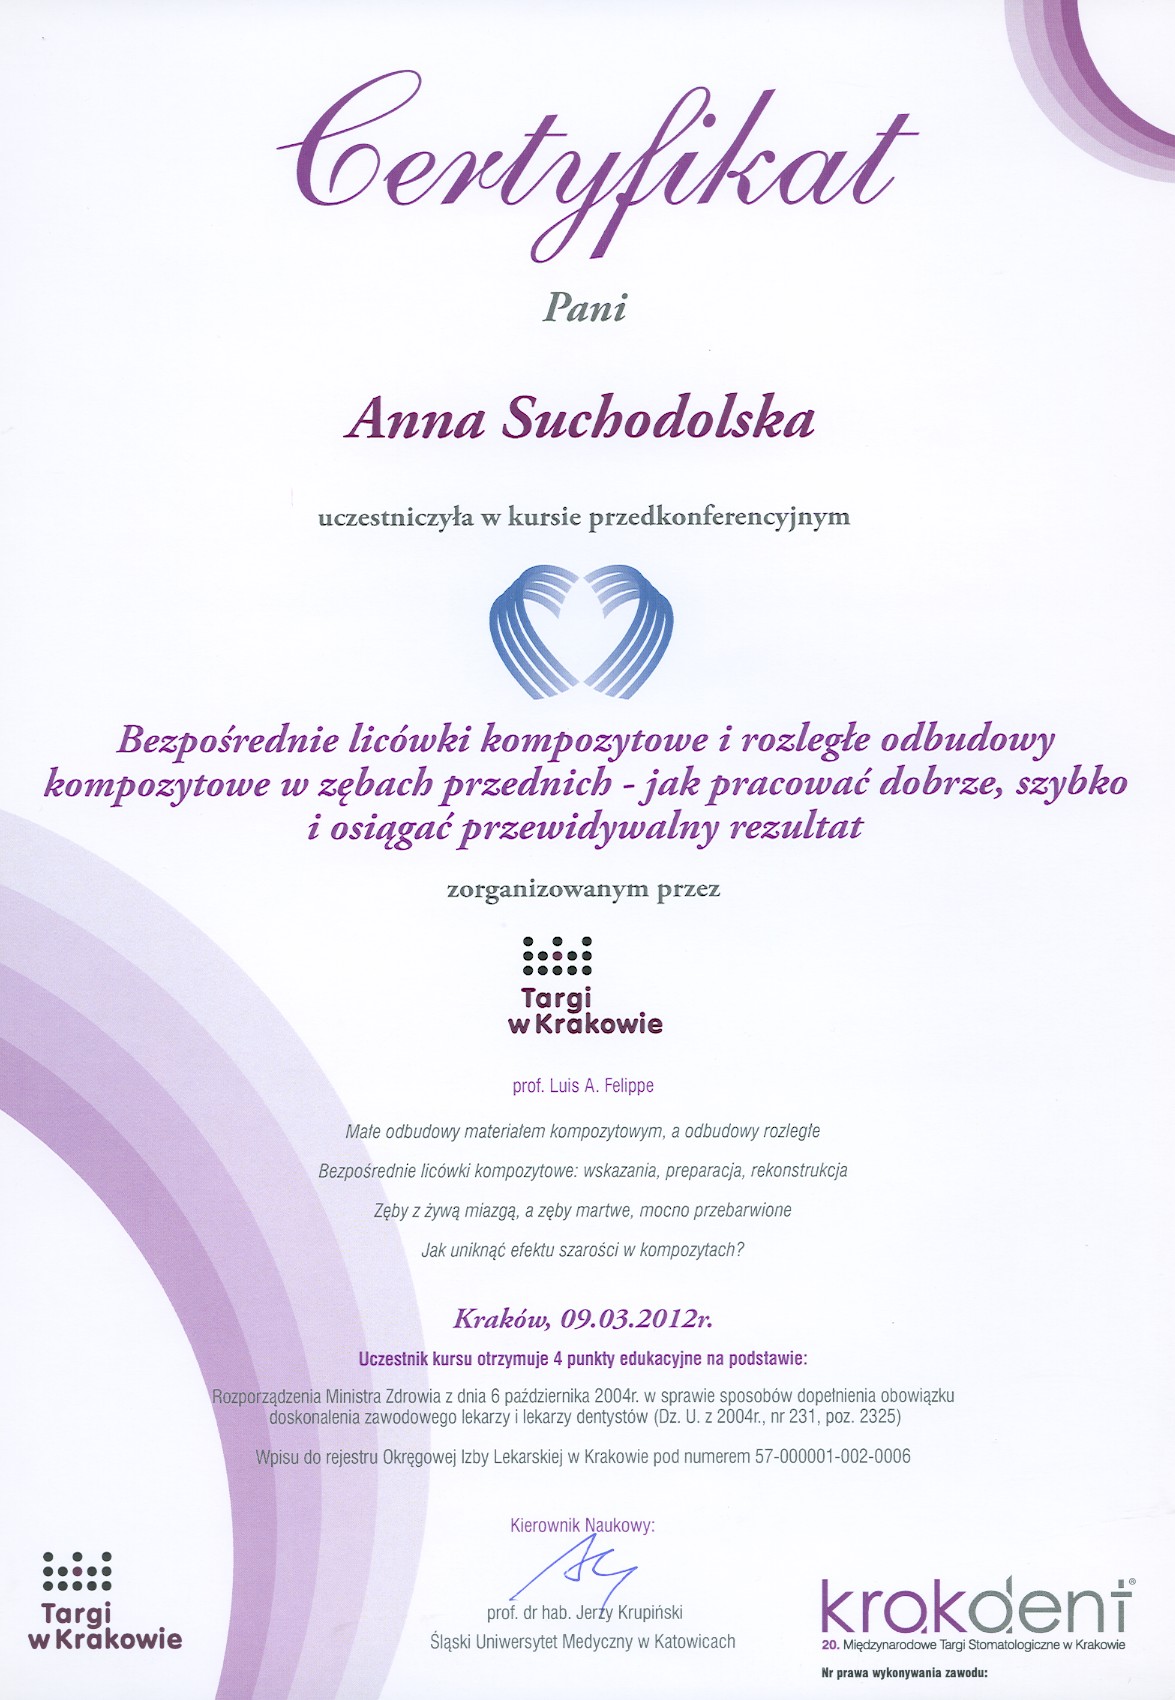 Certyfikat
Pani
Anna Suchodolska
uczestniczyła w kursie przedkonferencyjnym
Bezpośrednie licówki kompozytowe i rozległe odbudowy
kompozytowe w zębach przednich - jak pracować dobrze, szybko
i osiągać przewidywalny rezultat
zorganizowanym przez
Targi
w Krakowie
prof. Luis A. Felippe
Małe odbudowy materiałem kompozytowym, a odbudowy rozległe
Bezpośrednie licówki kompozytowe: wskazania, preparacja, rekonstrukcja
Zęby z żywą miazgą, a zęby martwe, mocno przebarwione
Jak uniknąć efektu szarości w kompozytach?
Kraków, 09.03.2012r.
Uczestnik kursu otrzymuje 4 punkty edukacyjne na podstawie:
Rozporządzenia Ministra Zdrowia z dnia 6 października 2004r. w sprawie sposobów dopełnienia obowiązku
doskonalenia zawodowego lekarzy i lekarzy dentystów (Dz. U. z 2004r., nr 231, poz. 2325)
Wpisu do rejestru Okręgowej Izby Lekarskiej w Krakowie pod numerem 57-000001-002-0006
Kierownik Naukowy:
prof. dr hab. Jerzy Krupiński
Śląski Uniwersytet Medyczny w Katowicach
Targi
w Krakowie
krakdent®
20. Międzynarodowe Targi Stomatologiczne w Krakowie
Nr prawa wykonywania zawodu: